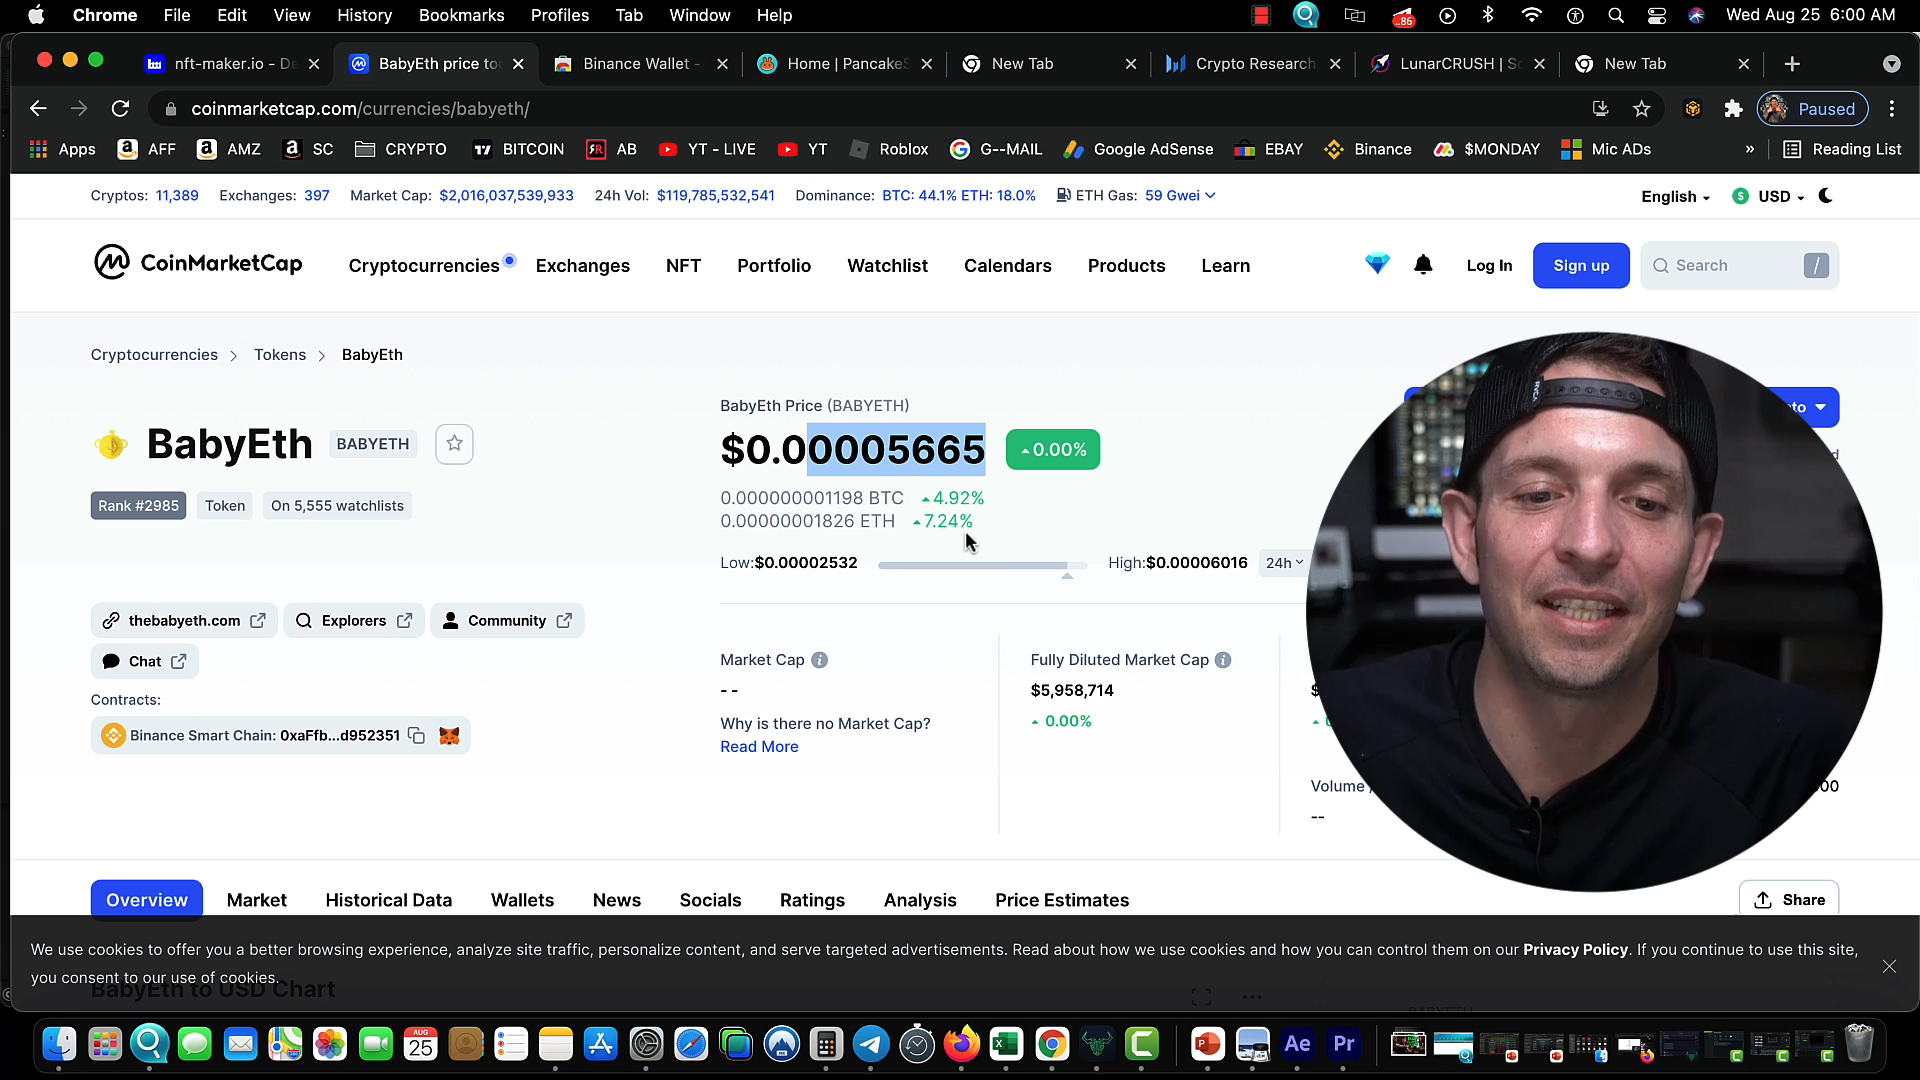 Chrome File Edit View History Bookmarks Profiles Tab Window Help ..86 Wed Aug 25 6:00 AM
nft-maker.io - De BabyEth price to Binance Wallet - Home | PancakeS New Tab Crypto Research, LunarCRUSH | So New Tab
coinmarketcap.com/currencies/babyeth/ Paused
Apps AFF AMZ SC CRYPTO BITCOIN AB YT - LIVE YT Roblox G--MAIL Google AdSense EBAY Binance $MONDAY Mic ADs » Reading List
Cryptos: 11,389 Exchanges: 397 Market Cap: $2,016,037,539,933 24h Vol: $119,785,532,541 Dominance: BTC: 44.1% ETH: 18.0% ETH Gas: 59 Gwei English USD
CoinMarketCap Cryptocurrencies Exchanges NFT Portfolio Watchlist Calendars Products Learn Log In Sign up Search /
Cryptocurrencies > Tokens > BabyEth
BabyEth Price (BABYETH)
BabyEth BABYETH
$0.00005665 0.00%
0.000000001198 BTC 4.92%
0.00000001826 ETH 7.24%
Rank #2985 Token On 5,555 watchlists
Low:$0.00002532 High:$0.00006016 24h
thebabyeth.com Explorers Community
Chat
Contracts:
Binance Smart Chain: 0xaFfb...d952351
Market Cap
- -
Why is there no Market Cap?
Read More
Fully Diluted Market Cap
$5,958,714
0.00%
Volume
--
Overview Market Historical Data Wallets News Socials Ratings Analysis Price Estimates Share
We use cookies to offer you a better browsing experience, analyze site traffic, personalize content, and serve targeted advertisements. Read about how we use cookies and how you can control them on our Privacy Policy. If you continue to use this site,
you consent to our use of cookies.
BabyEth to USD Chart
AUG
25
Ae Pr